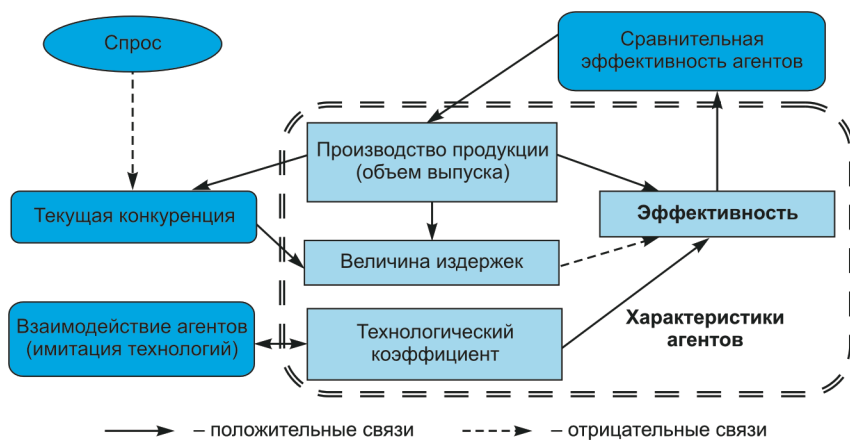 Спрос
Сравнительная
эффективность агентов
Производство продукции
(объем выпуска)
Текущая конкуренция
Эффективность
Величина издержек
Взаимодействие агентов
(имитация технологий)
Технологический
коэффициент
Характеристики
агентов
– положительные связи
– отрицательные связи